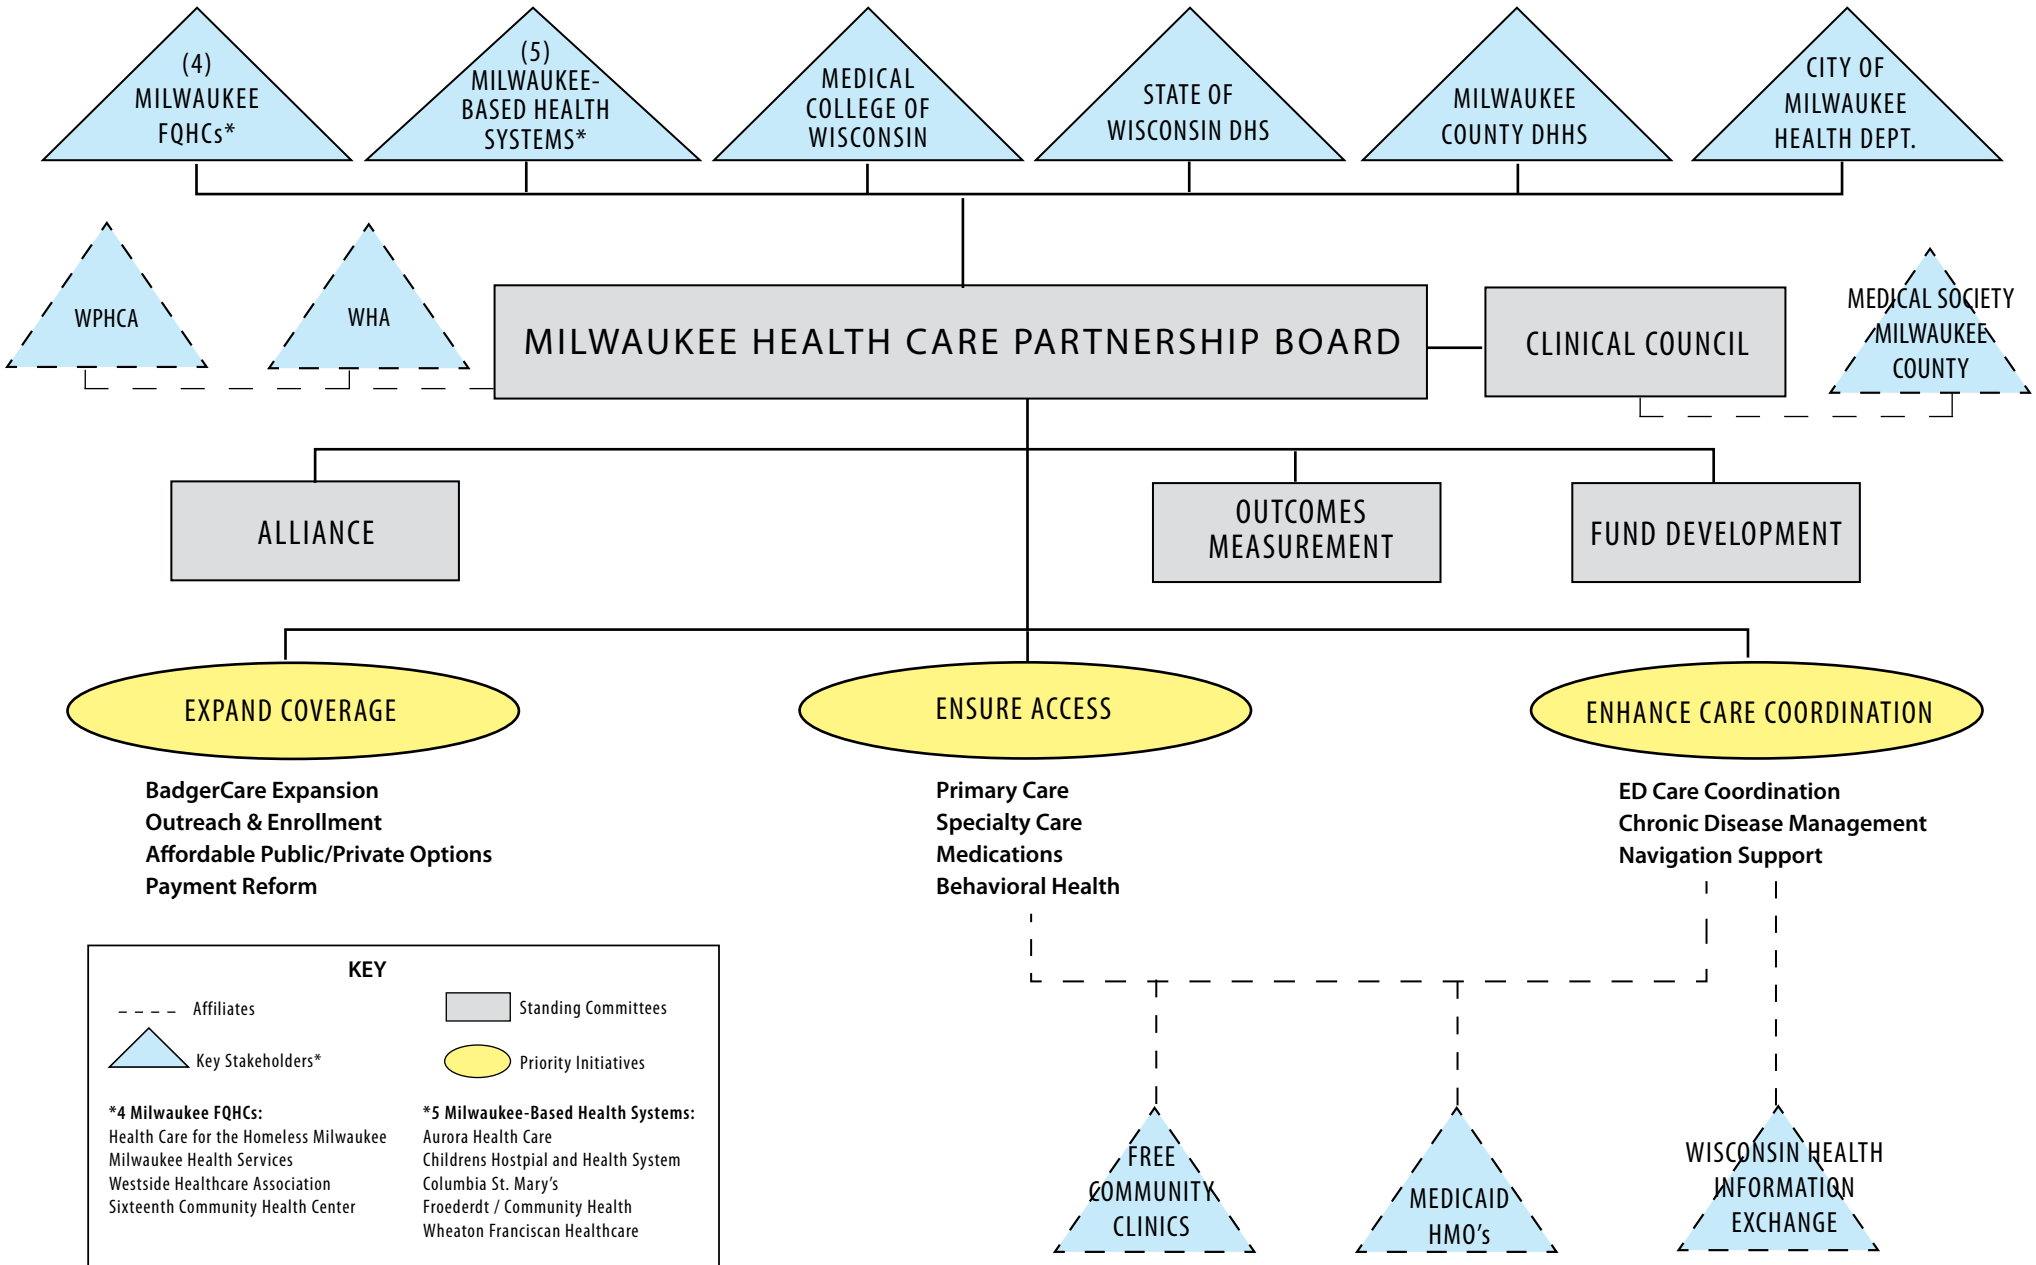 (4)
MILWAUKEE
FQHCs*
(5)
MILWAUKEE-
BASED HEALTH
SYSTEMS*
MEDICAL
COLLEGE OF
WISCONSIN
STATE OF
WISCONSIN DHS
MILWAUKEE
COUNTY DHHS
CITY OF
MILWAUKEE
HEALTH DEPT.
WPHCA
WHA
MILWAUKEE HEALTH CARE PARTNERSHIP BOARD
CLINICAL COUNCIL
MEDICAL SOCIETY
MILWAUKEE
COUNTY
ALLIANCE
OUTCOMES
MEASUREMENT
FUND DEVELOPMENT
EXPAND COVERAGE
ENSURE ACCESS
ENHANCE CARE COORDINATION
BadgerCare Expansion
Outreach & Enrollment
Affordable Public/Private Options
Payment Reform
Primary Care
Specialty Care
Medications
Behavioral Health
ED Care Coordination
Chronic Disease Management
Navigation Support
KEY
Affiliates
Standing Committees
Key Stakeholders*
Priority Initiatives
*4 Milwaukee FQHCs:
Health Care for the Homeless Milwaukee
Milwaukee Health Services
Westside Healthcare Association
Sixteenth Community Health Center
*5 Milwaukee-Based Health Systems:
Aurora Health Care
Childrens Hostpial and Health System
Columbia St. Mary's
Froederdt / Community Health
Wheaton Franciscan Healthcare
FREE
COMMUNITY
CLINICS
MEDICAID
HMO's
WISCONSIN HEALTH
INFORMATION
EXCHANGE